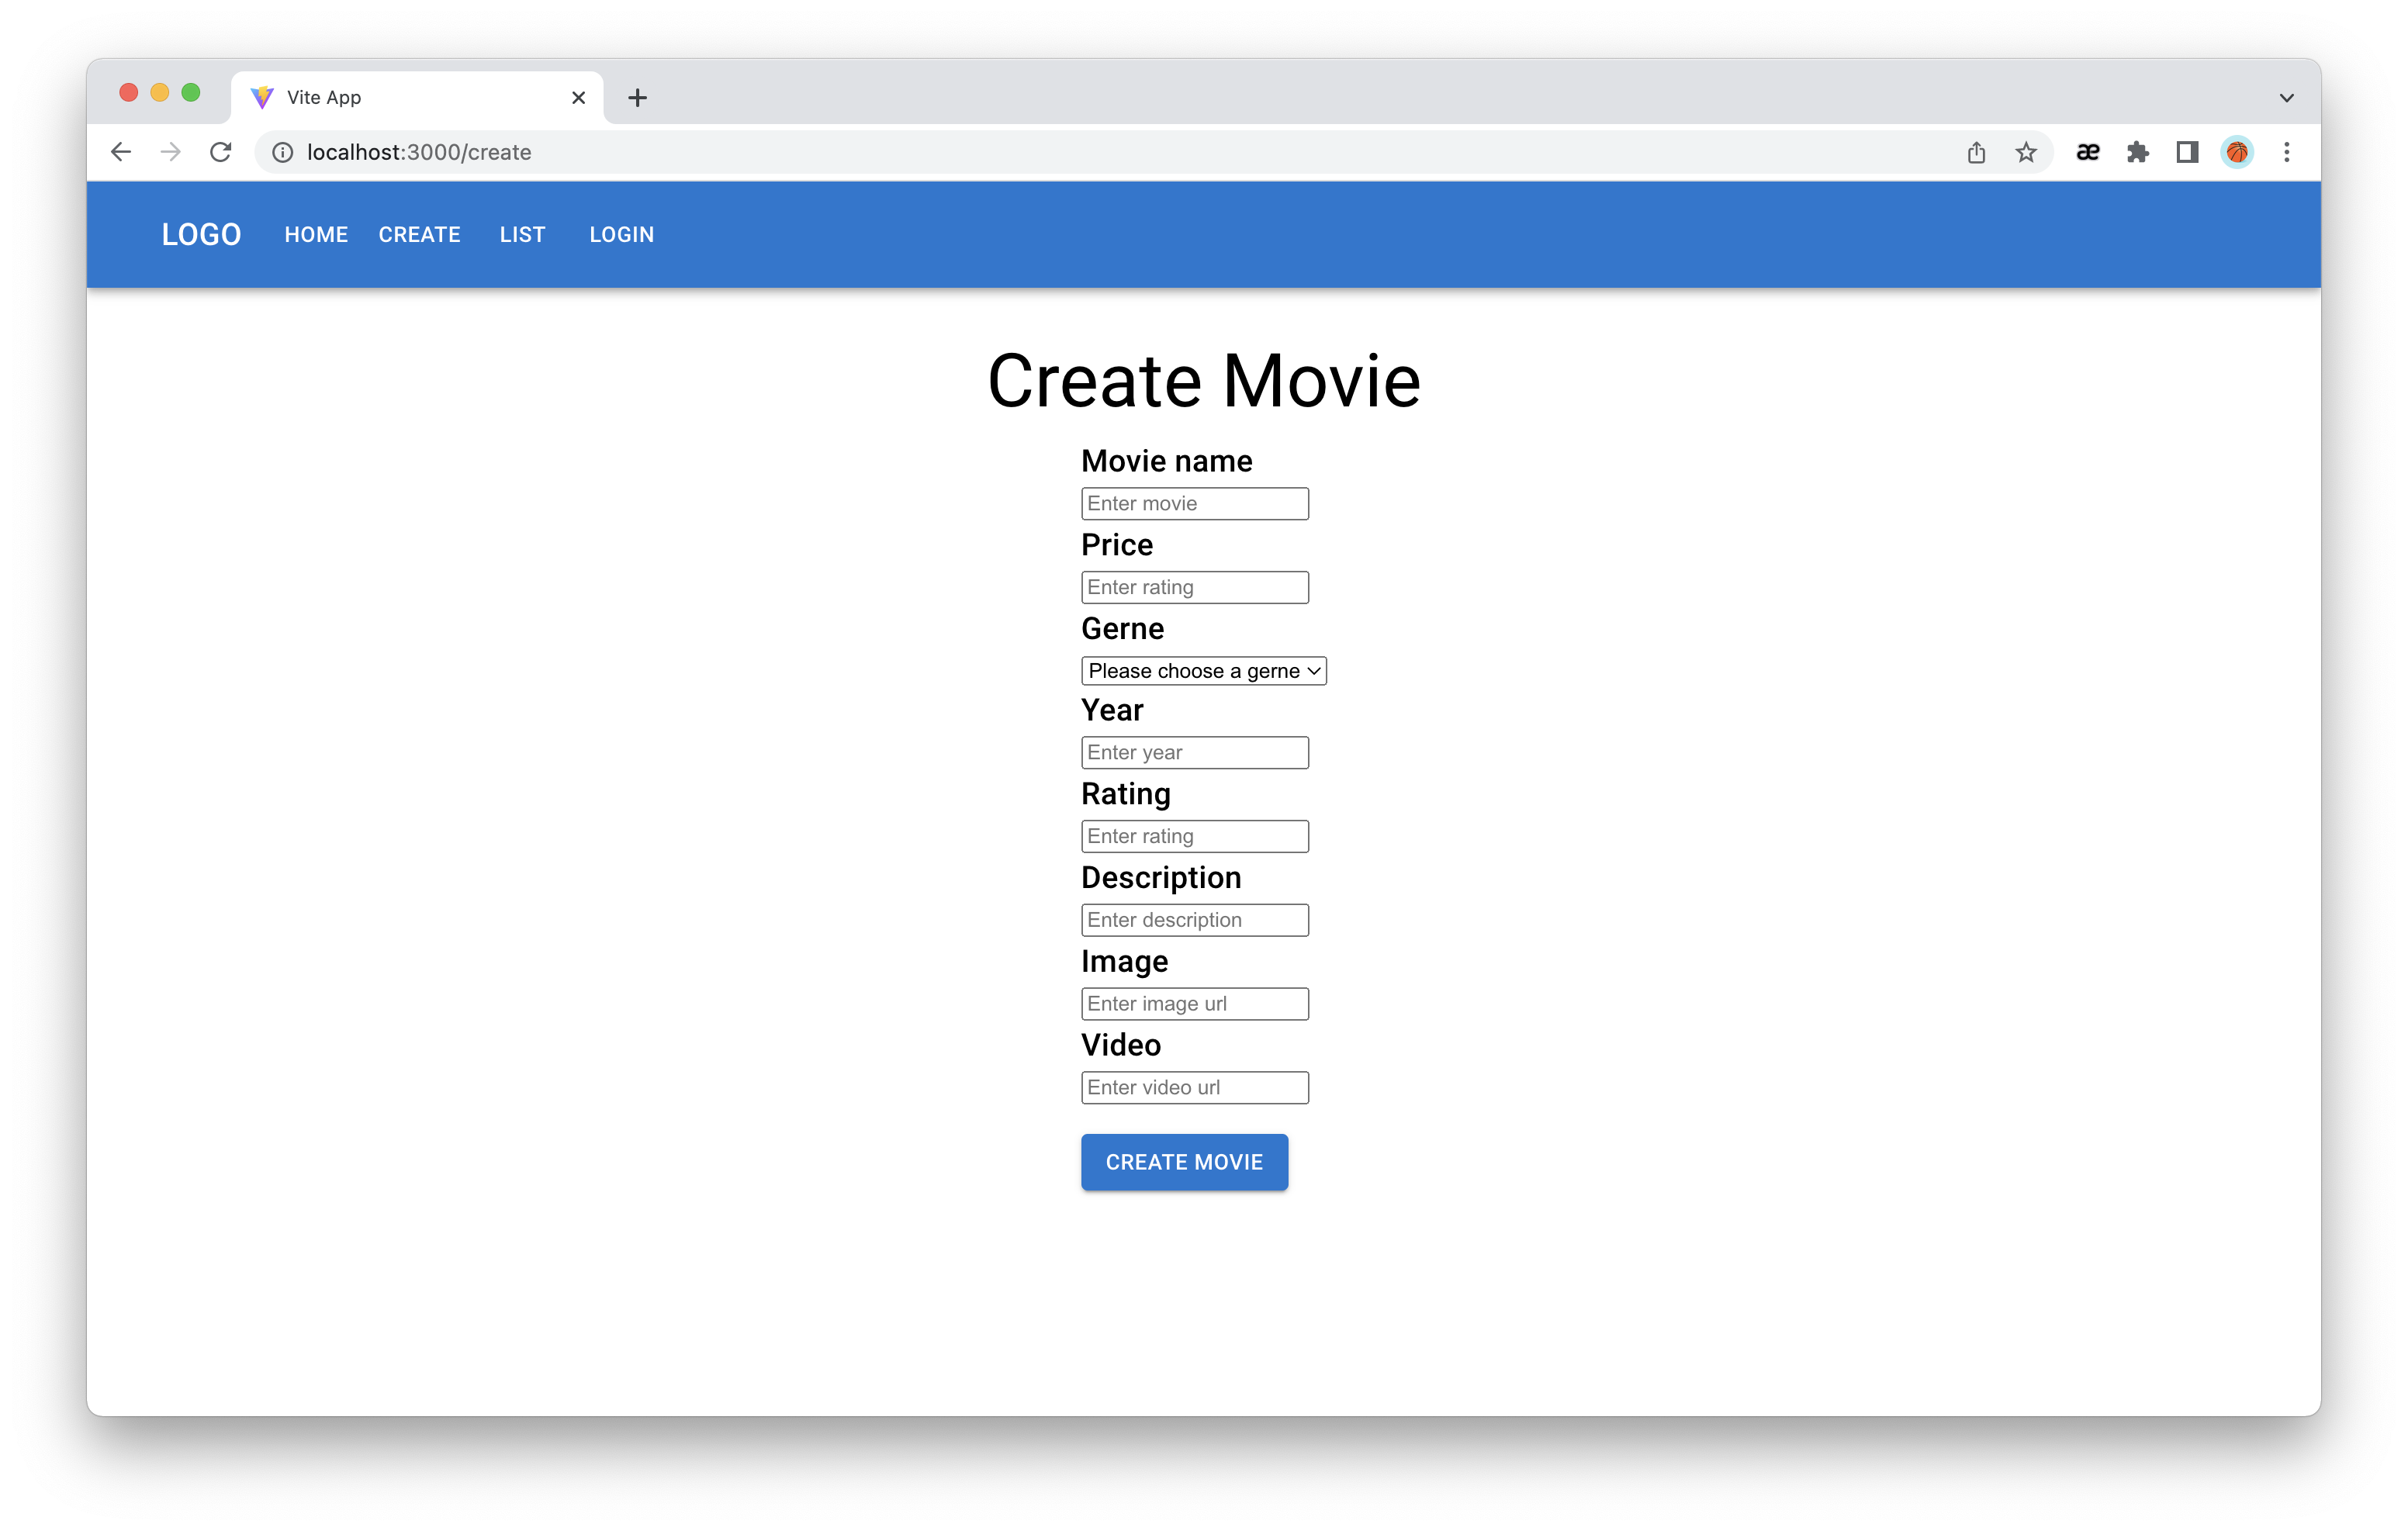 Vite App
localhost:3000/create
æ
LOGO HOME CREATE LIST LOGIN
Create Movie
Movie name
Enter movie
Price
Enter rating
Gerne
Please choose a gerne
Year
Enter year
Rating
Enter rating
Description
Enter description
Image
Enter image url
Video
Enter video url
CREATE MOVIE